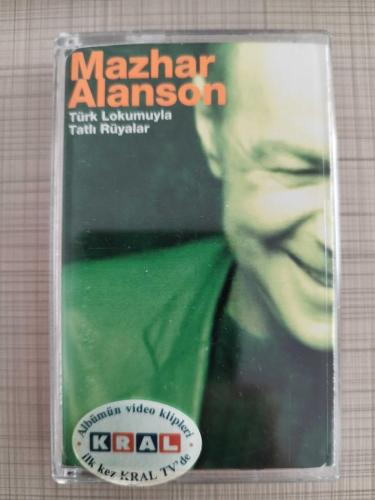 Mazhar
Alanson
Türk Lokumuyla
Tatlı Rüyalar
Albümün video klipleri
KRAL
ilk kez KRAL TV'de